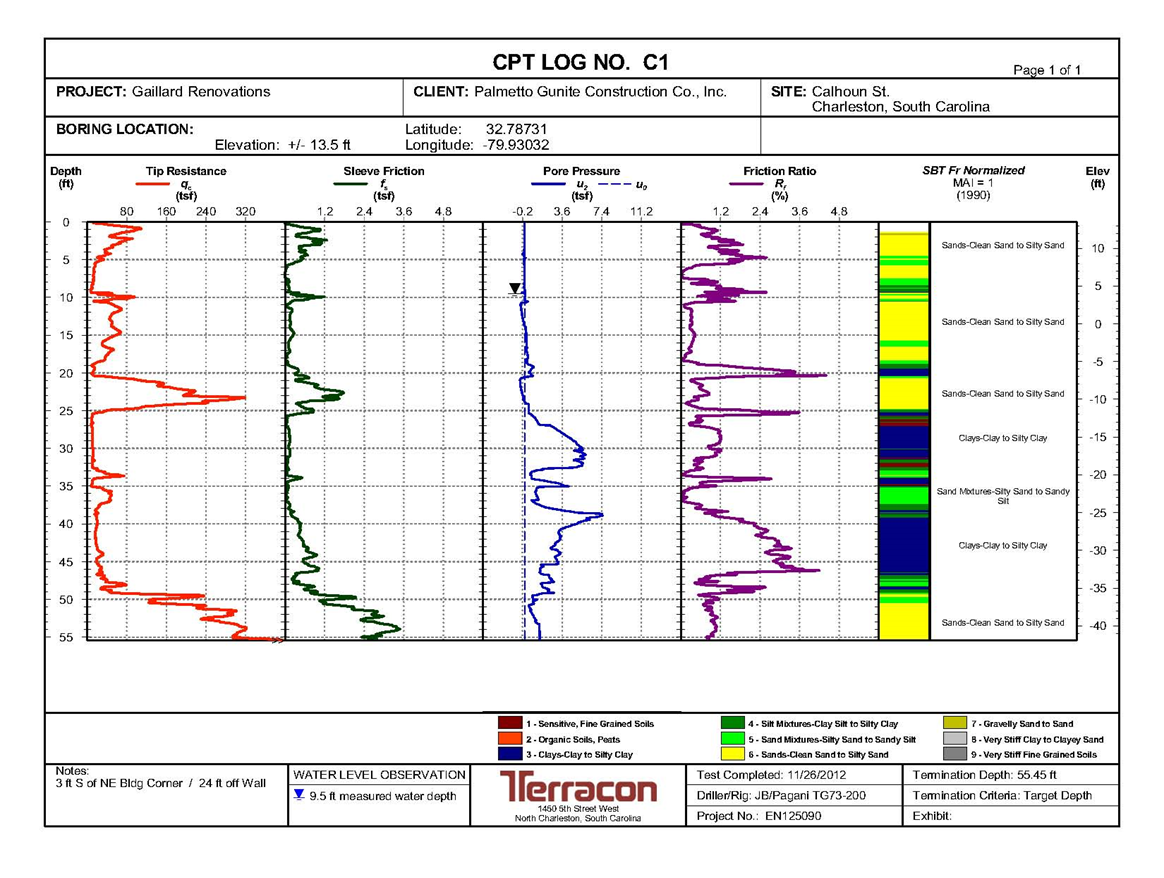 CPT LOG NO. C1
Page 1 of 1
PROJECT: Gaillard Renovations
CLIENT: Palmetto Gunite Construction Co., Inc.
SITE: Calhoun St.
Charleston, South Carolina
BORING LOCATION:
Elevation: +/- 13.5 ft
Latitude: 32.78731
Longitude: -79.93032
Depth (ft)
Tip Resistance
qc
(tsf)
80 160 240 320
Sleeve Friction
fs
(tsf)
1.2 2.4 3.6 4.8
Pore Pressure
u2 u0
(tsf)
-0.2 3.6 7.4 11.2
Friction Ratio
Rf
(%)
1.2 2.4 3.6 4.8
SBT Fr Normalized
MAI = 1
(1990)
Elev (ft)
0
5
10
15
20
25
30
35
40
45
50
55
Sands-Clean Sand to Silty Sand
Sands-Clean Sand to Silty Sand
Sands-Clean Sand to Silty Sand
Clays-Clay to Silty Clay
Sand Mixtures-Silty Sand to Sandy
Silt
Clays-Clay to Silty Clay
Sands-Clean Sand to Silty Sand
10
5
0
-5
-10
-15
-20
-25
-30
-35
-40
1 - Sensitive, Fine Grained Soils
2 - Organic Soils, Peats
3 - Clays-Clay to Silty Clay
4 - Silt Mixtures-Clay Silt to Silty Clay
5 - Sand Mixtures-Silty Sand to Sandy Silt
6 - Sands-Clean Sand to Silty Sand
7 - Gravelly Sand to Sand
8 - Very Stiff Clay to Clayey Sand
9 - Very Stiff Fine Grained Soils
Notes:
3 ft S of NE Bldg Corner / 24 ft off Wall
WATER LEVEL OBSERVATION
9.5 ft measured water depth
Terracon
1450 5th Street West
North Charleston, South Carolina
Test Completed: 11/26/2012
Driller/Rig: JB/Pagani TG73-200
Project No.: EN125090
Termination Depth: 55.45 ft
Termination Criteria: Target Depth
Exhibit: